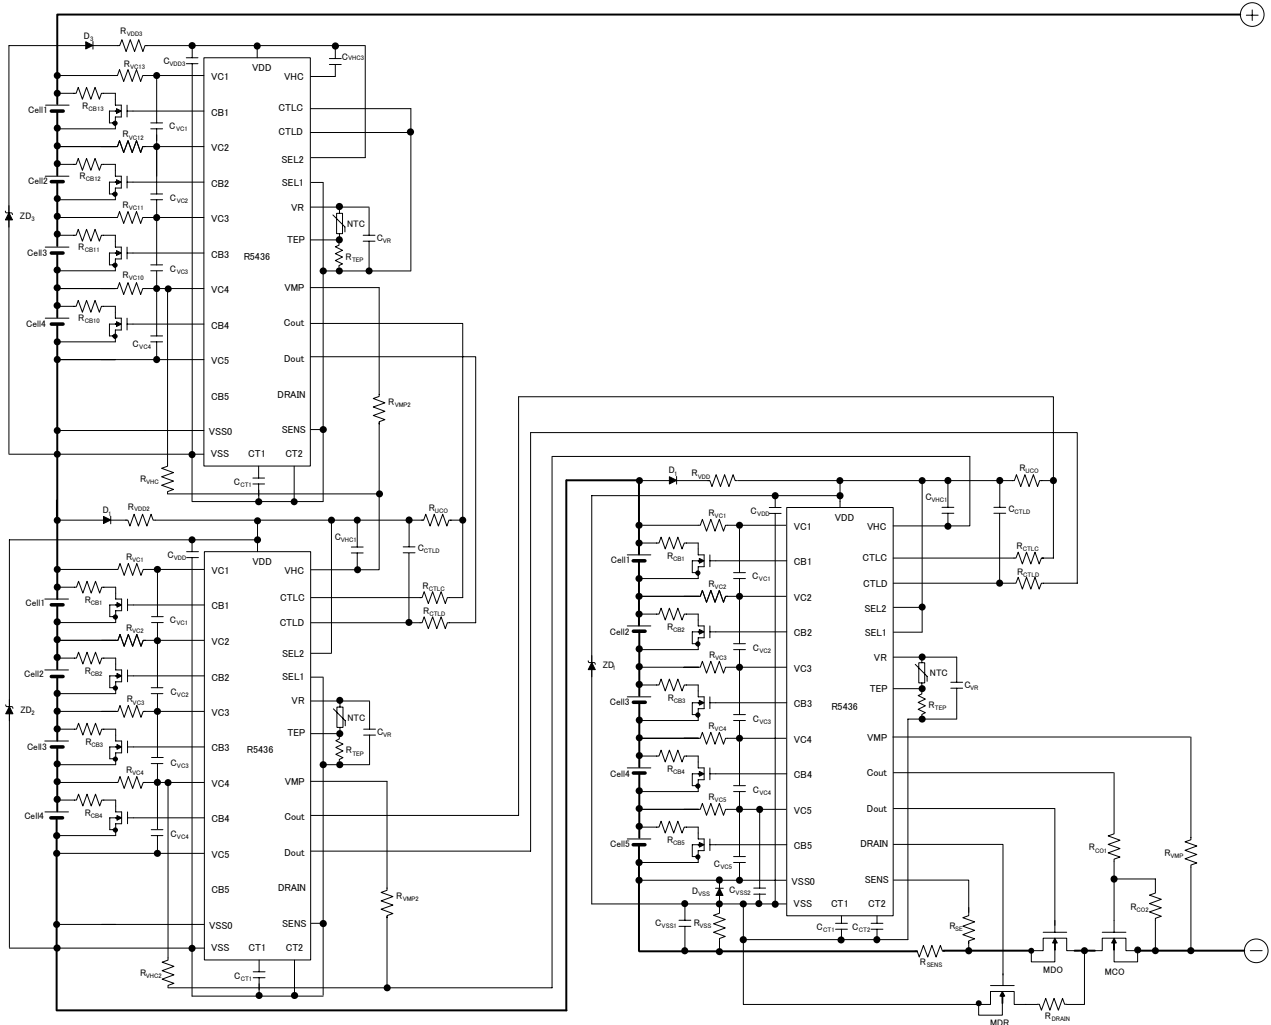 +
D3 RVDD3
CVDD3 CVHC3
VDD
RVC13 VC1 VHC
Cell1 RCB13 CB1 CTLC
CVC1
RVC12 VC2 CTLD
SEL2
RCB12
Cell2 CB2 SEL1
CVC2
RVC11 VC3 VR
ZD3 NTC
RCB11 TEP CVR
Cell3 CB3 R5436 RTEP
CVC3
RVC10 VC4 VMP
RCB10
Cell4 CB4 Cout
CVC4
VC5 Dout
CB5 DRAIN
RVMP2
VSS0 SENS
VSS CT1 CT2
RVHC CCT1
D1 RVDD2 RUCO
CVDD CVHC1 CCTLD
VDD
RVC1 VC1 VHC
RCB1 RCTLC
Cell1 CB1 CTLC
CVC1 RCTLD
RVC2 VC2 CTLD
RCB2 SEL2
Cell2 CB2 SEL1
CVC2
RVC3 VC3 VR
ZD2 NTC
RCB3 TEP CVR
Cell3 CB3 R5436 RTEP
CVC3
RVC4 VC4 VMP
RCB4
Cell4 CB4 Cout
CVC4
VC5 Dout
CB5 DRAIN
RVMP2
VSS0 SENS
VSS CT1 CT2
RVHC2 CCT1
D1 RVDD RUCO
CVDD CVHC1 CCTLD
VDD
RVC1 VC1 VHC
RCB1 RCTLC
Cell1 CB1 CTLC
CVC1 RCTLD
RVC2 VC2 CTLD
RCB2 SEL2
Cell2 CB2 SEL1
CVC2
RVC3 VC3 VR
ZD1 NTC
RCB3 TEP CVR
Cell3 CB3 R5436 RTEP
CVC3
RVC4 VC4 VMP
RCB4
Cell4 CB4 Cout
CVC4
RVC5 VC5 Dout
RCB5
Cell5 CB5 DRAIN
RCO1 RVMP
CVC5
VSS0 SENS
DVSS CVSS2
VSS CT1 CT2 RCO2
CVSS1 RVSS CCT1 CCT2 RSE
RSENS MDO MCO −
MDR RDRAIN